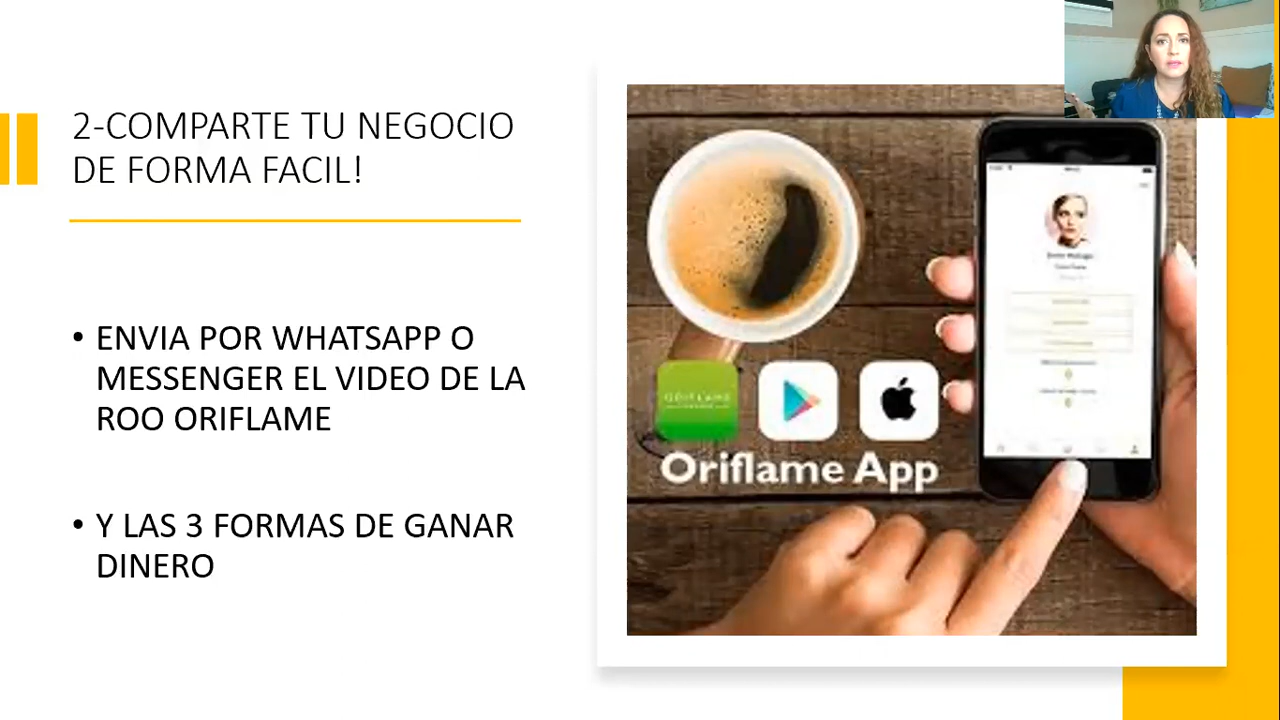 2-COMPARTE TU NEGOCIO
DE FORMA FACIL!
• ENVIA POR WHATSAPP O
MESSENGER EL VIDEO DE LA
ROO ORIFLAME
• Y LAS 3 FORMAS DE GANAR
DINERO
ORIFLAME
Oriflame App